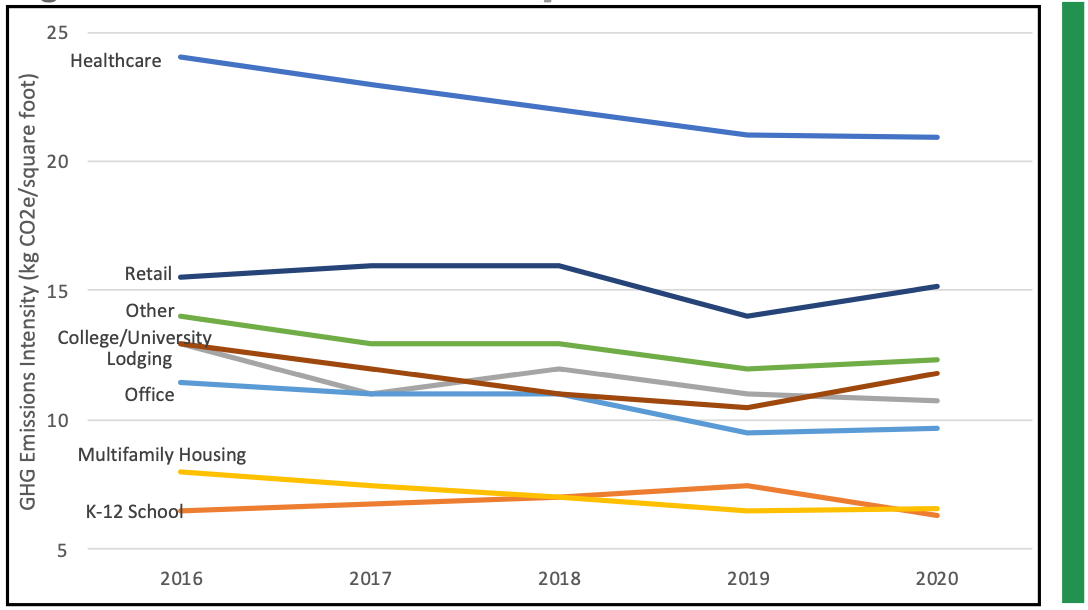 GHG Emissions Intensity (kg CO2e/square foot)
25
20
15
10
5
Healthcare
Retail
Other
College/University
Lodging
Office
Multifamily Housing
K-12 School
2016 2017 2018 2019 2020